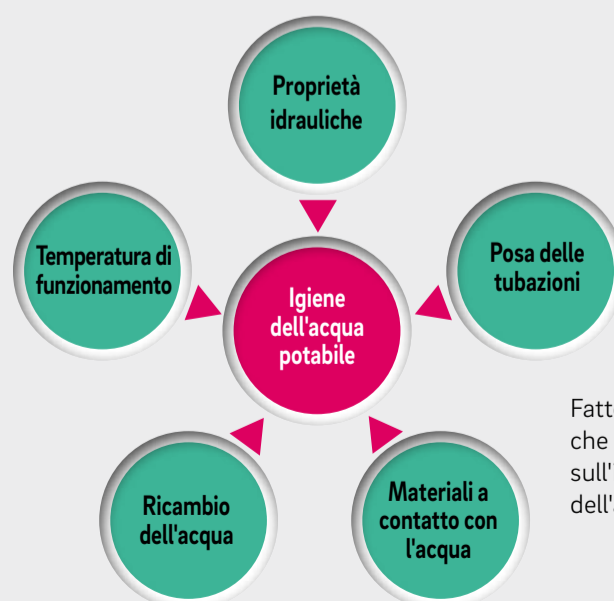 Proprietà
idrauliche
Temperatura di
funzionamento
Posa delle
tubazioni
Igiene
dell'acqua
potabile
Ricambio
dell'acqua
Materiali a
contatto con
l'acqua
che